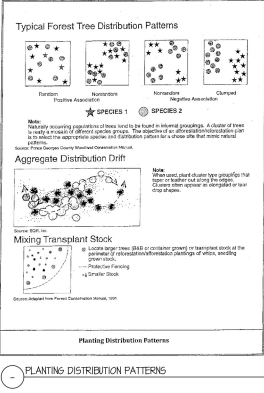 Typical Forest Tree Distribution Patterns
Random Nonrandom Nonrandom Clumped
Positive Association Negative Association
SPECIES 1 SPECIES 2
Note:
Naturally occurring populations of trees tend to be found in informal groupings. A cluster of trees
is really a mosaic of different species groups. The objective of an afforestation/reforestation plan
is to select the appropriate species and distribution pattern for a chose site that mimic natural
patterns.
Source: Prince Georges County Woodland Conservation Manual.
Aggregate Distribution Drift
Note:
When used, plant cluster type groupings that
taper or feather out along the edges.
Clusters often appear as elongated or tear
drop shapes.
Source: Inc.
Mixing Transplant Stock
Locate larger trees (B&B or container grown) or transplant stock at the
perimeter of reforestation/afforestation plantings of whips, seedling
grown stock.
Protective Fencing
Smaller Stock
Source: Adapted from Forest Conservation Manual, 1991.
Planting Distribution Patterns
PLANTING DISTRIBUTION PATTERNS